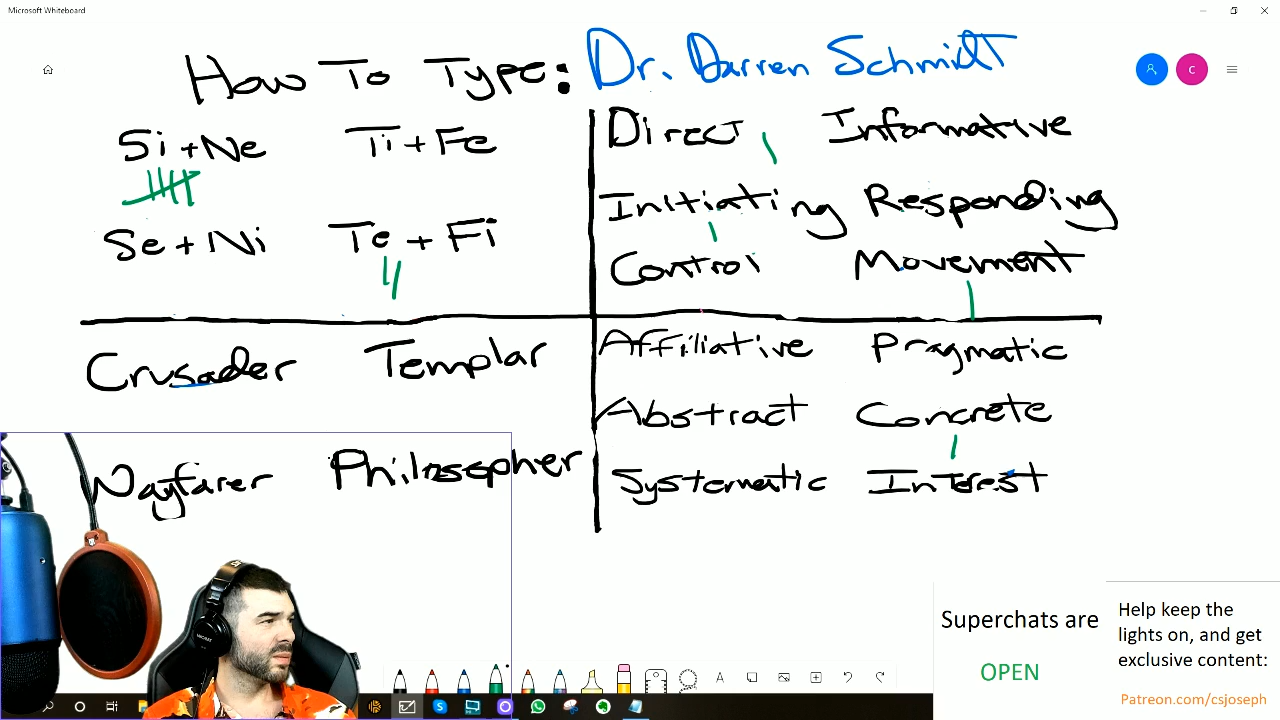 Microsoft Whiteboard
How To Type: Dr. Darren Schmidt
Si + Ne Ti + Fe
Se + Ni Te + Fi
Direct Informative
Initiating Responding
Control Movement
Crusader Templar
Wayfarer Philosopher
Affiliative Pragmatic
Abstract Concrete
Systematic Interest
C
A
Superchats are
OPEN
Help keep the
lights on, and get
exclusive content:
Patreon.com/csjoseph